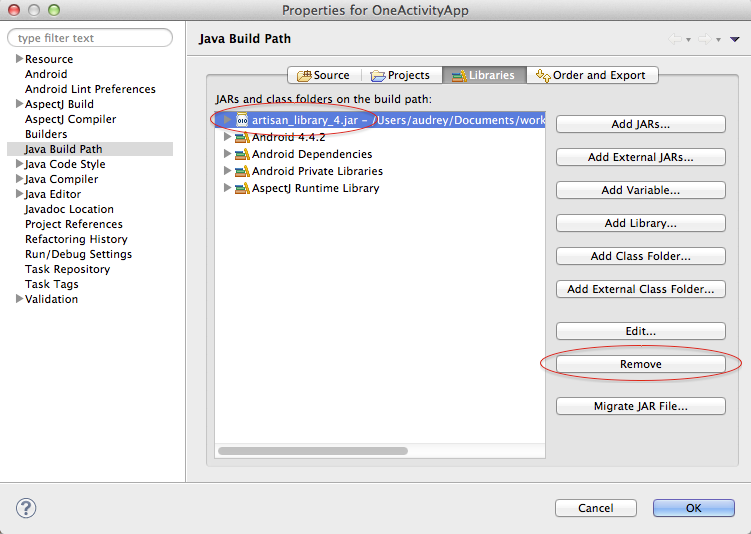 Properties for OneActivityApp
type filter text
Resource
Android
Android Lint Preferences
AspectJ Build
AspectJ Compiler
Builders
Java Build Path
Java Code Style
Java Compiler
Java Editor
Javadoc Location
Project References
Refactoring History
Run/Debug Settings
Task Repository
Task Tags
Validation
Java Build Path
Source Projects Libraries Order and Export
JARs and class folders on the build path:
artisan_library_4.jar – /Users/audrey/Documents/work
Android 4.4.2
Android Dependencies
Android Private Libraries
AspectJ Runtime Library
Add JARs...
Add External JARs...
Add Variable...
Add Library...
Add Class Folder...
Add External Class Folder...
Edit...
Remove
Migrate JAR File...
?
Cancel
OK